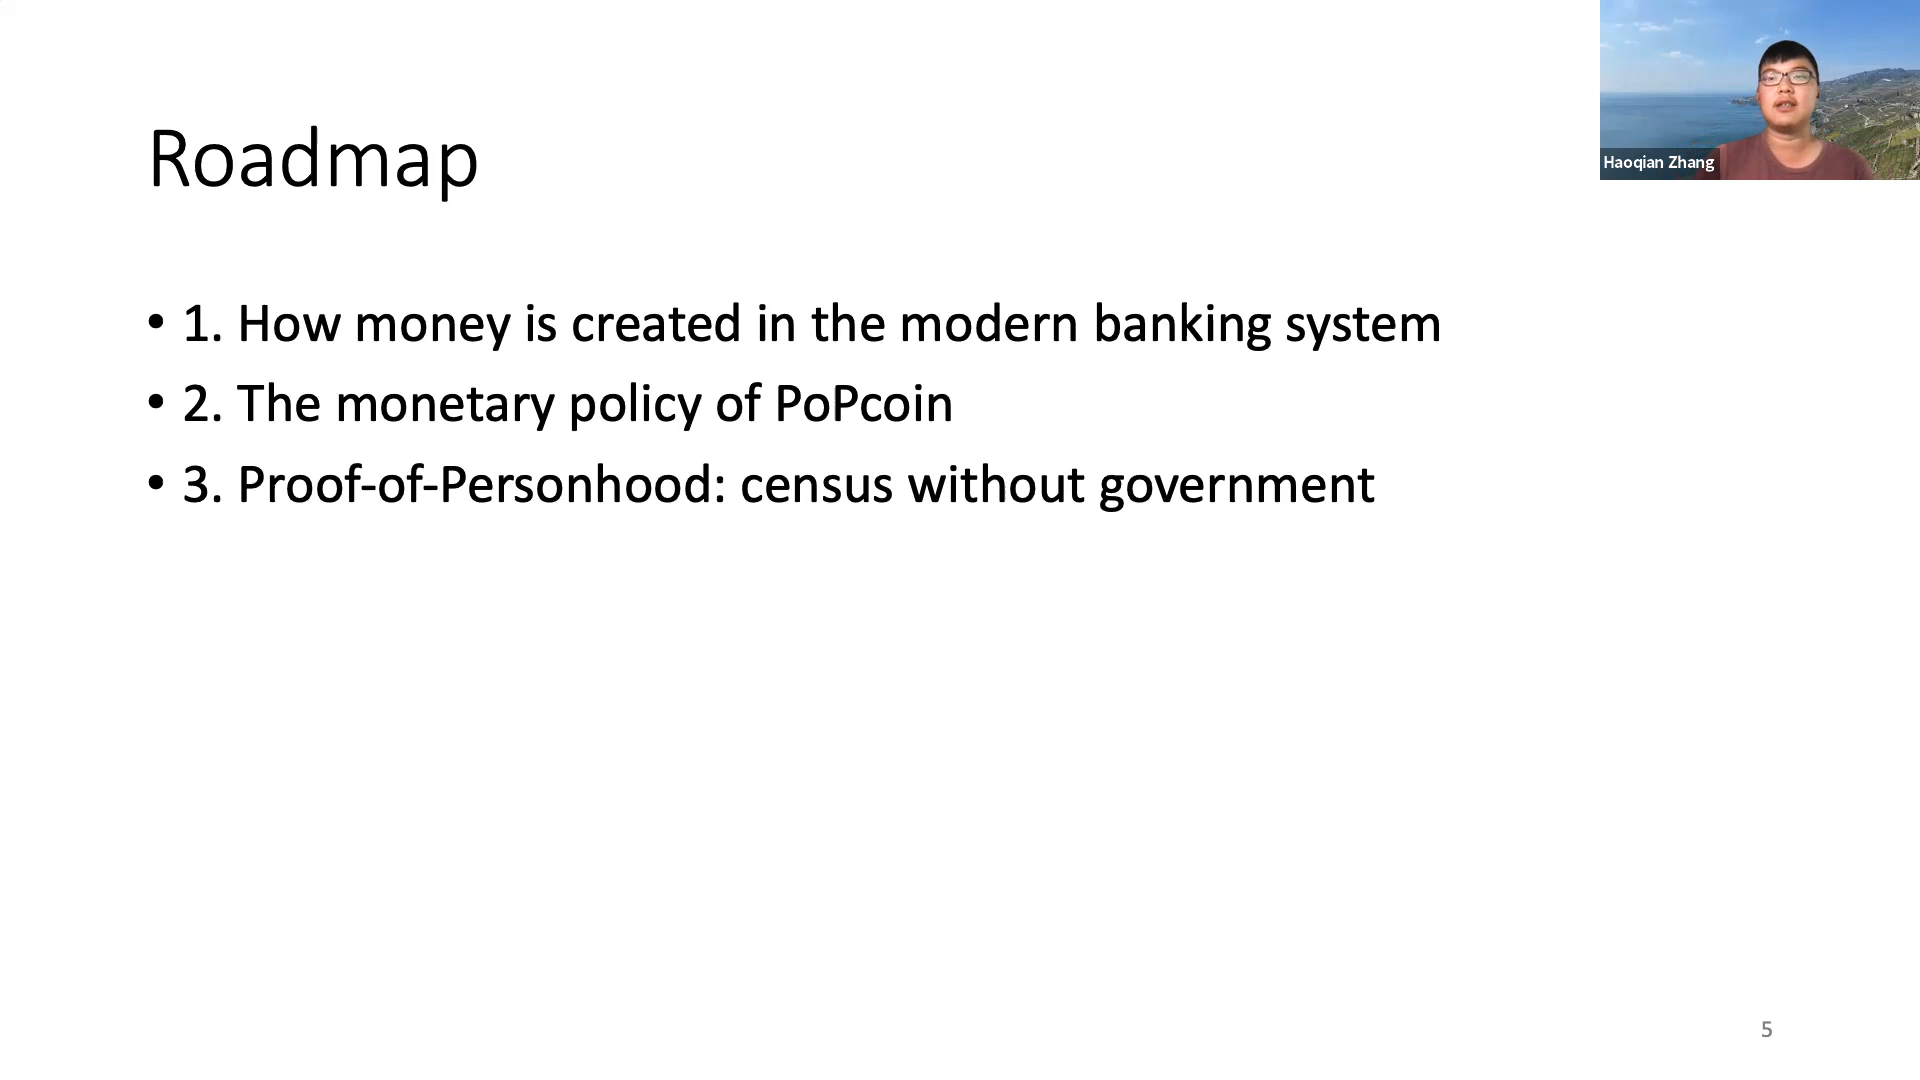 Roadmap
Haoqian Zhang
• 1. How money is created in the modern banking system
• 2. The monetary policy of PoPcoin
• 3. Proof-of-Personhood: census without government
5